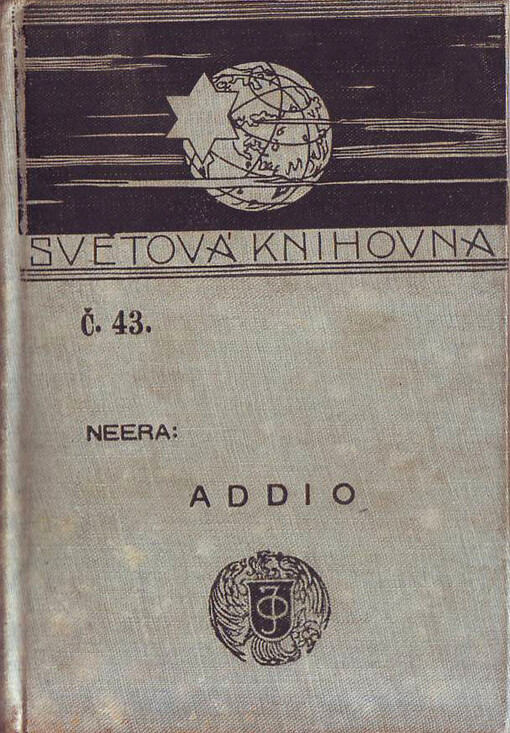 SVĚTOVÁ KNIHOVNA
Č. 43.
NEERA:
ADDIO